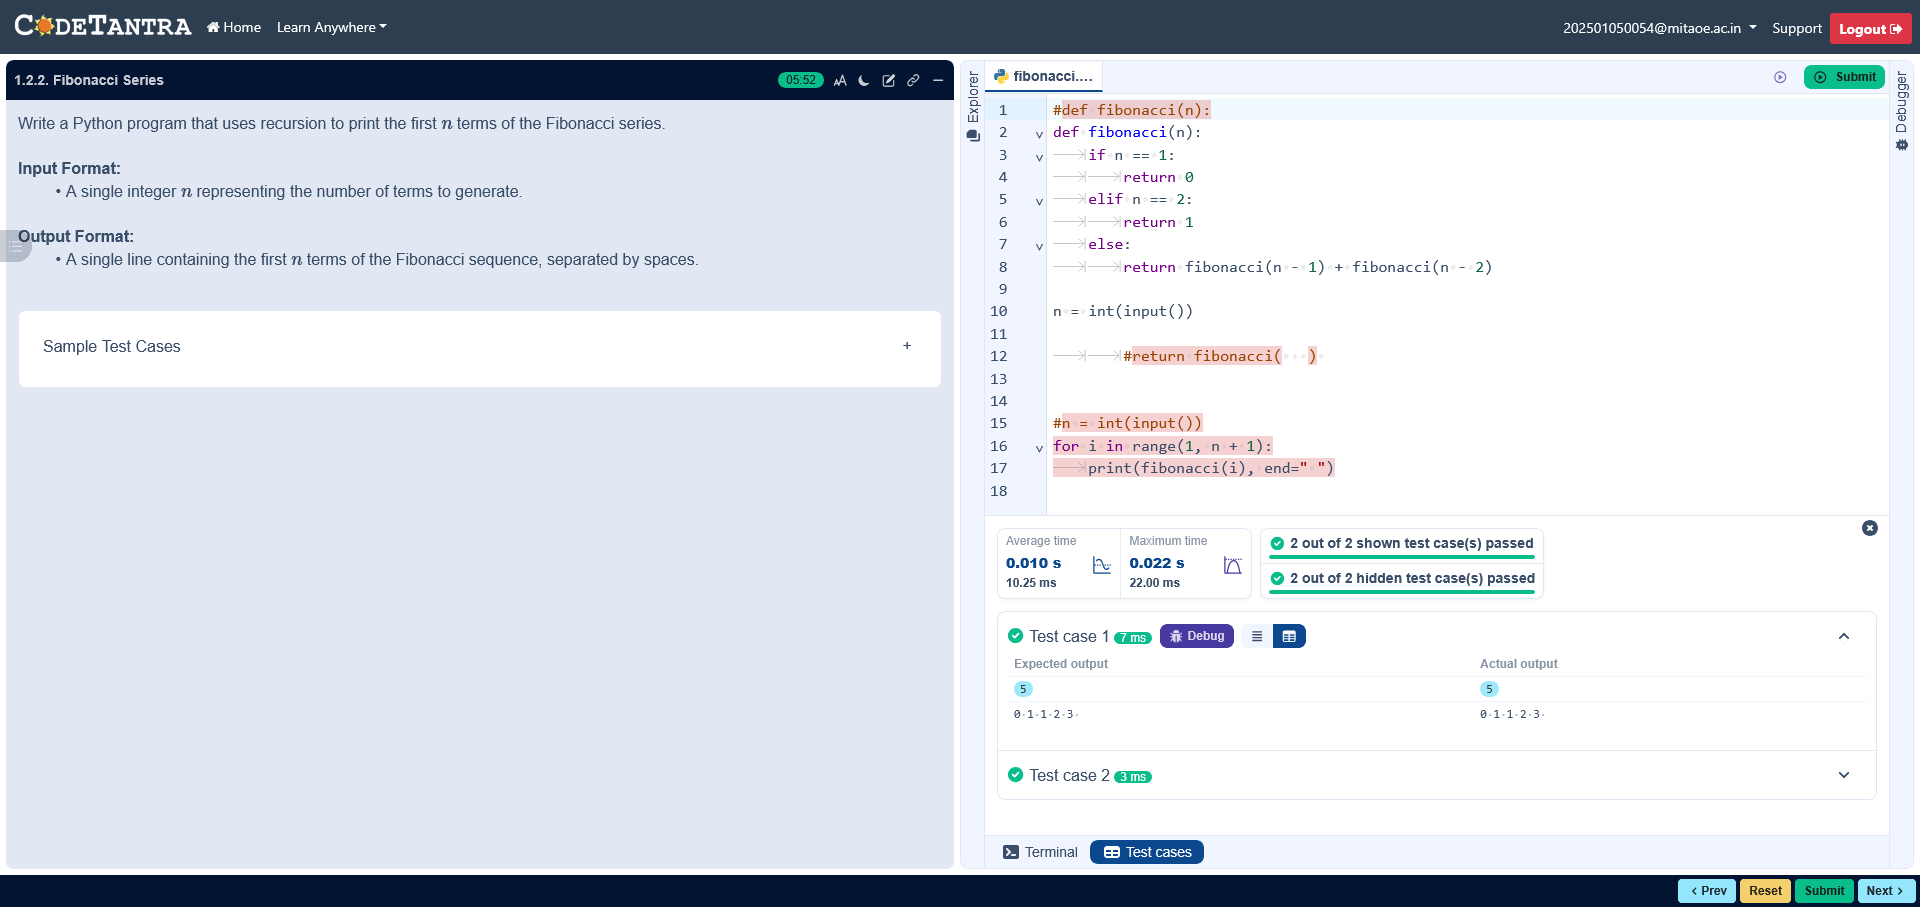 CODETANTRA Home Learn Anywhere 202501050054@mitaoe.ac.in Support Logout
1.2.2. Fibonacci Series 05:52
Write a Python program that uses recursion to print the first n terms of the Fibonacci series.
Input Format:
• A single integer n representing the number of terms to generate.
Output Format:
• A single line containing the first n terms of the Fibonacci sequence, separated by spaces.
Sample Test Cases +
Explorer
fibonacci....
Submit
Debugger
1 #def fibonacci(n):
2 def fibonacci(n):
3 if n == 1:
4 return 0
5 elif n == 2:
6 return 1
7 else:
8 return fibonacci(n - 1) + fibonacci(n - 2)
9
10 n = int(input())
11
12 #return fibonacci(   )
13
14
15 #n = int(input())
16 for i in range(1, n + 1):
17 print(fibonacci(i), end=" ")
18
Average time
0.010 s
10.25 ms
Maximum time
0.022 s
22.00 ms
2 out of 2 shown test case(s) passed
2 out of 2 hidden test case(s) passed
Test case 1 7 ms Debug
Expected output Actual output
5 5
0·1·1·2·3· 0·1·1·2·3·
Test case 2 3 ms
Terminal Test cases
< Prev Reset Submit Next >